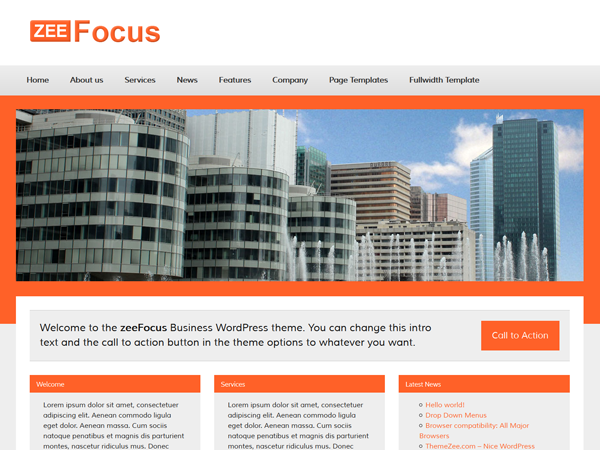 ZEE Focus
Home About us Services News Features Company Page Templates Fullwidth Template
Welcome to the zeeFocus Business WordPress theme. You can change this intro
text and the call to action button in the theme options to whatever you want.
Call to Action
Welcome
Lorem ipsum dolor sit amet, consectetuer
adipiscing elit. Aenean commodo ligula
eget dolor. Aenean massa. Cum sociis
natoque penatibus et magnis dis parturient
montes, nascetur ridiculus mus. Donec
Services
Lorem ipsum dolor sit amet, consectetuer
adipiscing elit. Aenean commodo ligula
eget dolor. Aenean massa. Cum sociis
natoque penatibus et magnis dis parturient
montes, nascetur ridiculus mus. Donec
Latest News
Hello world!
Drop Down Menus
Browser compatibility: All Major
Browsers
ThemeZee.com – Nice WordPress